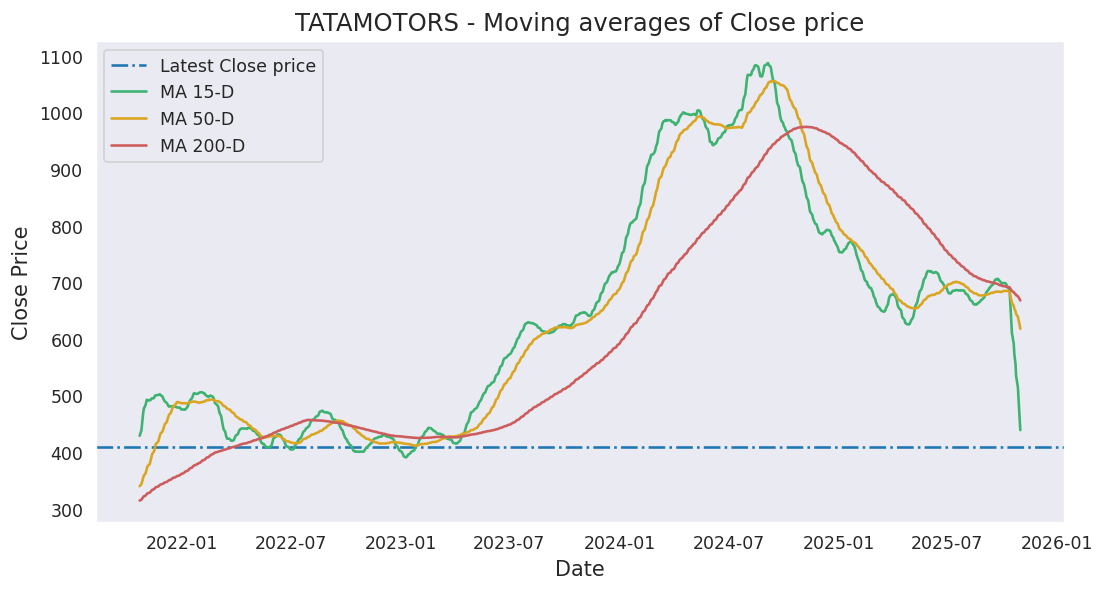 TATAMOTORS - Moving averages of Close price
Latest Close price
MA 15-D
MA 50-D
MA 200-D
Close Price
1100
1000
900
800
700
600
500
400
300
2022-01 2022-07 2023-01 2023-07 2024-01 2024-07 2025-01 2025-07 2026-01
Date